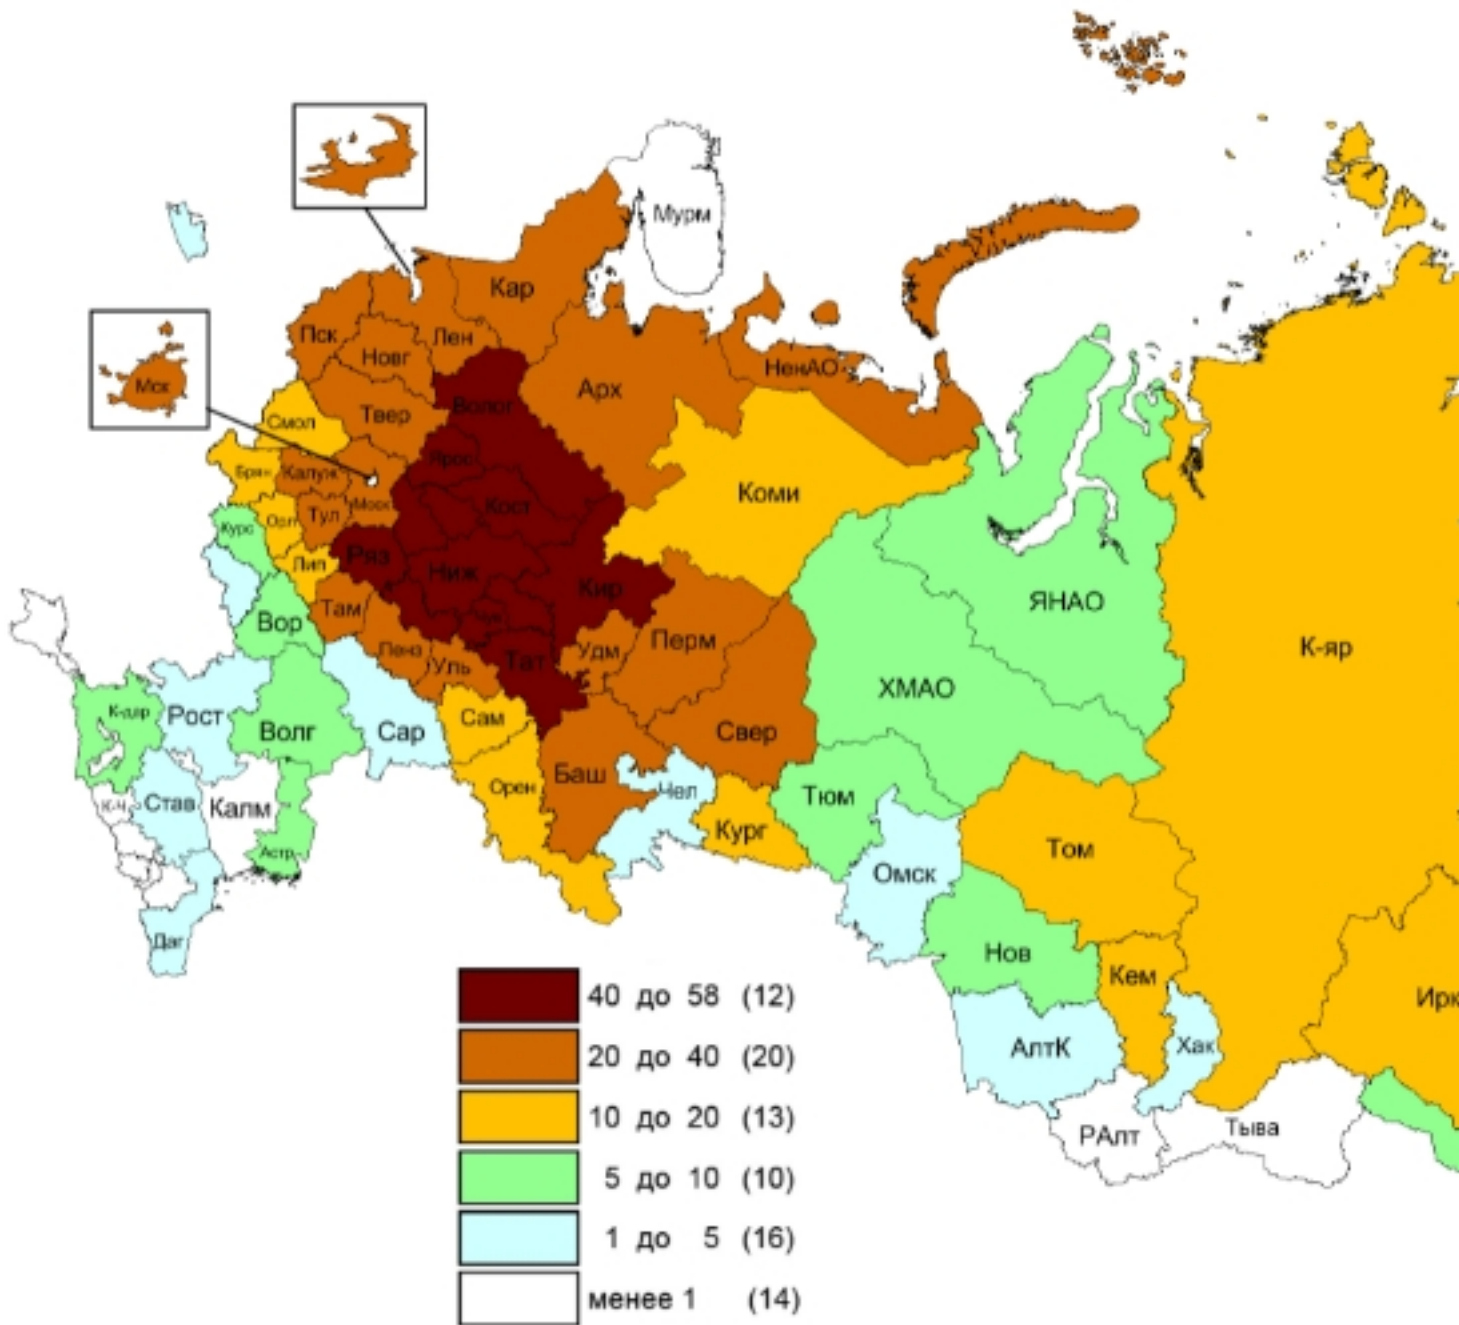 Мурм
Кар
Пск
Лен
Новг
НенАО
Мск
Арх
Волог
Твер
Смол
Ярос
Брян
Калуж
Коми
Моск
Кост
Тул
Орл
Курс
Ряз
Лип
Ниж
Кир
ЯНАО
Там
Чув
Вор
Перм
К-яр
Пенз
Уль
Тат
Удм
ХМАО
К-дар
Рост
Волг
Сар
Сам
Свер
Баш
Орен
Чел
Тюм
К-Ч
Став
Калм
Кург
Астр
Том
Омск
Даг
Нов
Кем
Ирк
АлтК
Хак
РАлт
Тыва
40 до 58 (12)
20 до 40 (20)
10 до 20 (13)
5 до 10 (10)
1 до 5 (16)
менее 1 (14)